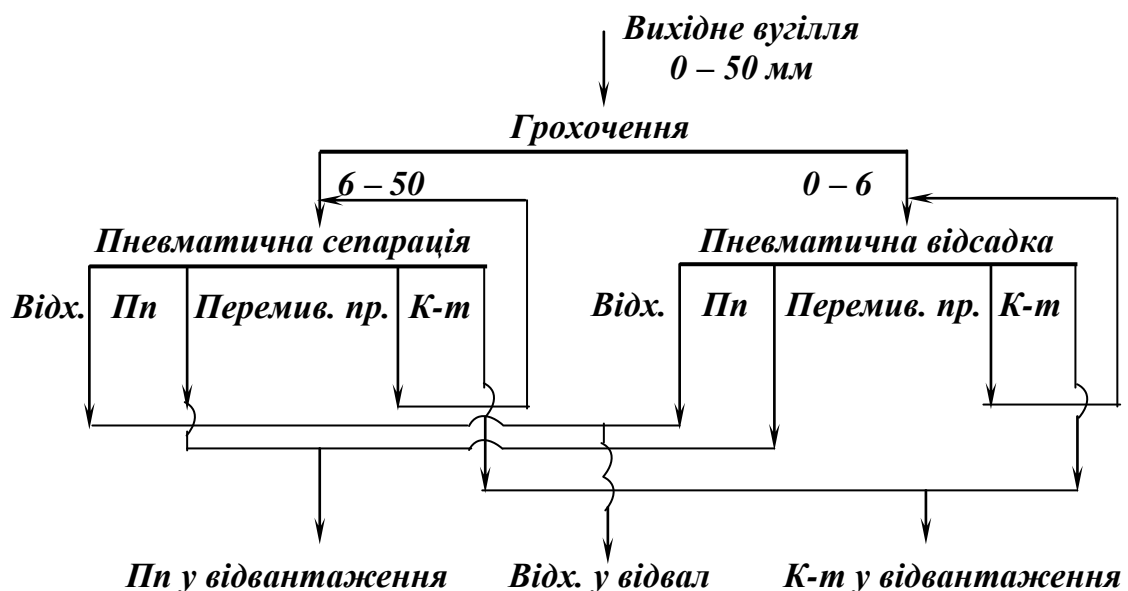 Вихідне вугілля
0 – 50 мм
Грохочення
6 – 50
0 – 6
Пневматична сепарація
Пневматична відсадка
Відх. Пп Перемив. пр. К-т
Відх. Пп Перемив. пр. К-т
Пп у відвантаження
Відх. у відвал
К-т у відвантаження